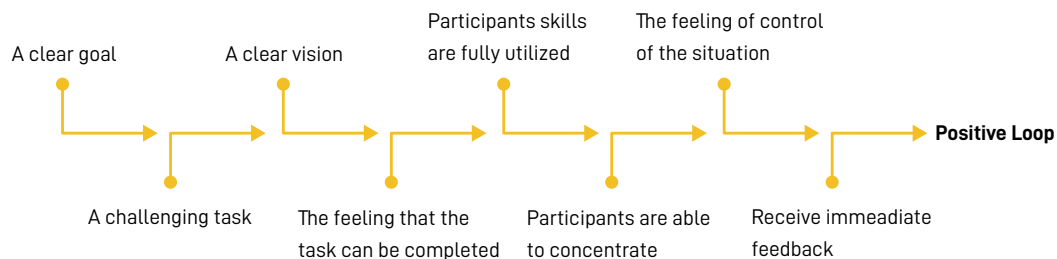 A clear goal
A challenging task
A clear vision
The feeling that the
task can be completed
Participants skills
are fully utilized
Participants are able
to concentrate
The feeling of control
of the situation
Receive immeadiate
feedback
Positive Loop